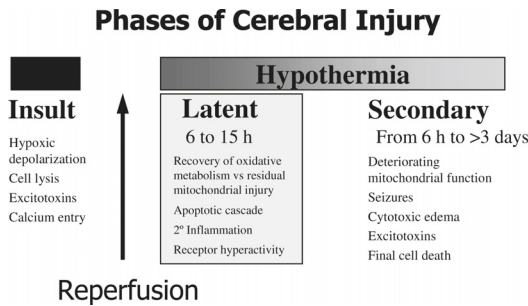 Phases of Cerebral Injury
Hypothermia
Insult
Hypoxic
depolarization
Cell lysis
Excitotoxins
Calcium entry
Reperfusion
Latent
6 to 15 h
Recovery of oxidative
metabolism vs residual
mitochondrial injury
Apoptotic cascade
2º Inflammation
Receptor hyperactivity
Secondary
From 6 h to >3 days
Deteriorating
mitochondrial function
Seizures
Cytotoxic edema
Excitotoxins
Final cell death